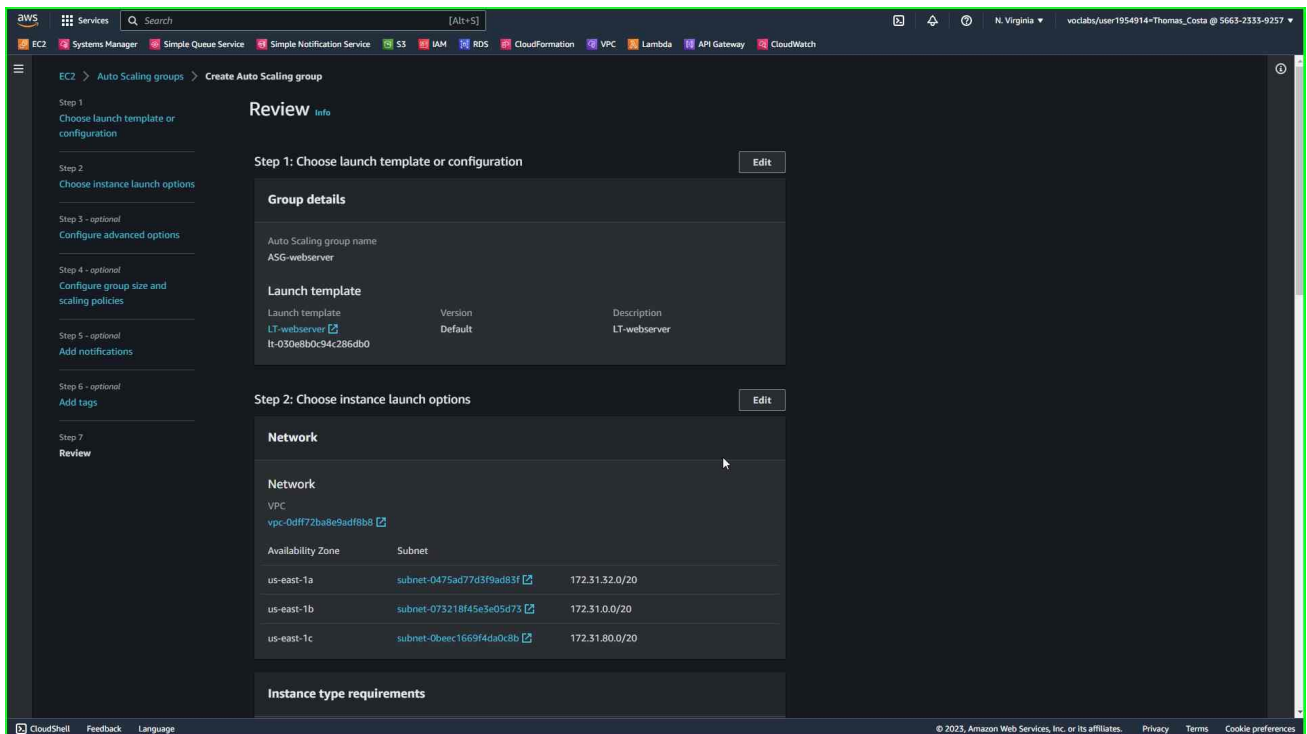 aws Services Search [Alt+S] N. Virginia voclabs/user1954914=Thomas_Costa @ 5663-2333-9257
EC2 Systems Manager Simple Queue Service Simple Notification Service S3 IAM RDS CloudFormation VPC Lambda API Gateway CloudWatch
EC2 > Auto Scaling groups > Create Auto Scaling group
Step 1
Choose launch template or
configuration
Step 2
Choose instance launch options
Step 3 - optional
Configure advanced options
Step 4 - optional
Configure group size and
scaling policies
Step 5 - optional
Add notifications
Step 6 - optional
Add tags
Step 7
Review
Review Info
Step 1: Choose launch template or configuration Edit
Group details
Auto Scaling group name
ASG-webserver
Launch template
Launch template Version Description
LT-webserver Default LT-webserver
lt-030e8b0c94c286db0
Step 2: Choose instance launch options Edit
Network
Network
VPC
vpc-0dff72ba8e9adf8b8
Availability Zone Subnet
us-east-1a subnet-0475ad77d3f9ad83f 172.31.32.0/20
us-east-1b subnet-073218f45e3e05d73 172.31.0.0/20
us-east-1c subnet-0beec1669f4da0c8b 172.31.80.0/20
Instance type requirements
CloudShell Feedback Language © 2023, Amazon Web Services, Inc. or its affiliates. Privacy Terms Cookie preferences